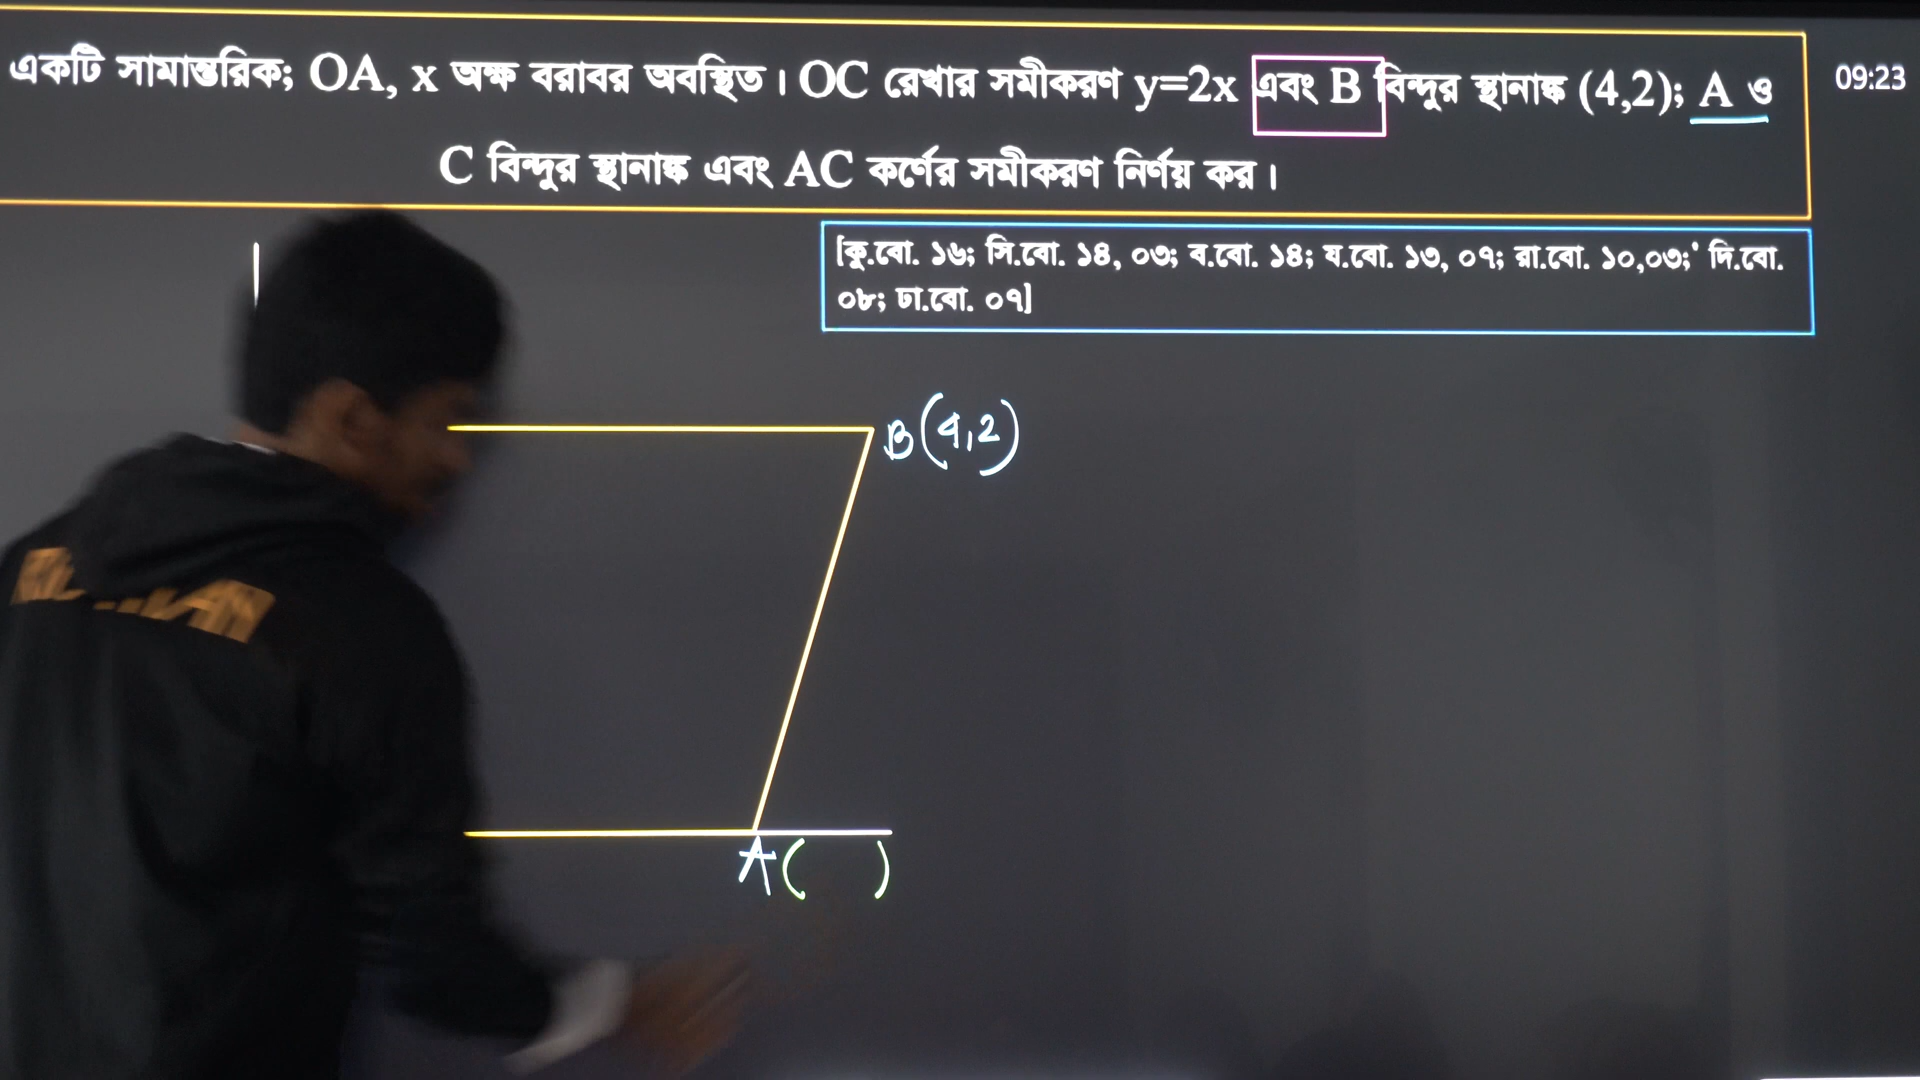 একটি সামান্তরিক; OA, x অক্ষ বরাবর অবস্থিত। OC রেখার সমীকরণ y=2x এবং B বিন্দুর স্থানাঙ্ক (4,2); A ও
09:23
C বিন্দুর স্থানাঙ্ক এবং AC কর্ণের সমীকরণ নির্ণয় কর।
[কু.বো. ১৬; সি.বো. ১৪, ০৩; ব.বো. ১৪; য.বো. ১৩, ০৭; রা.বো. ১০,০৩;' দি.বো.
০৮; ঢা.বো. ০৭]
B(4,2)
A( )